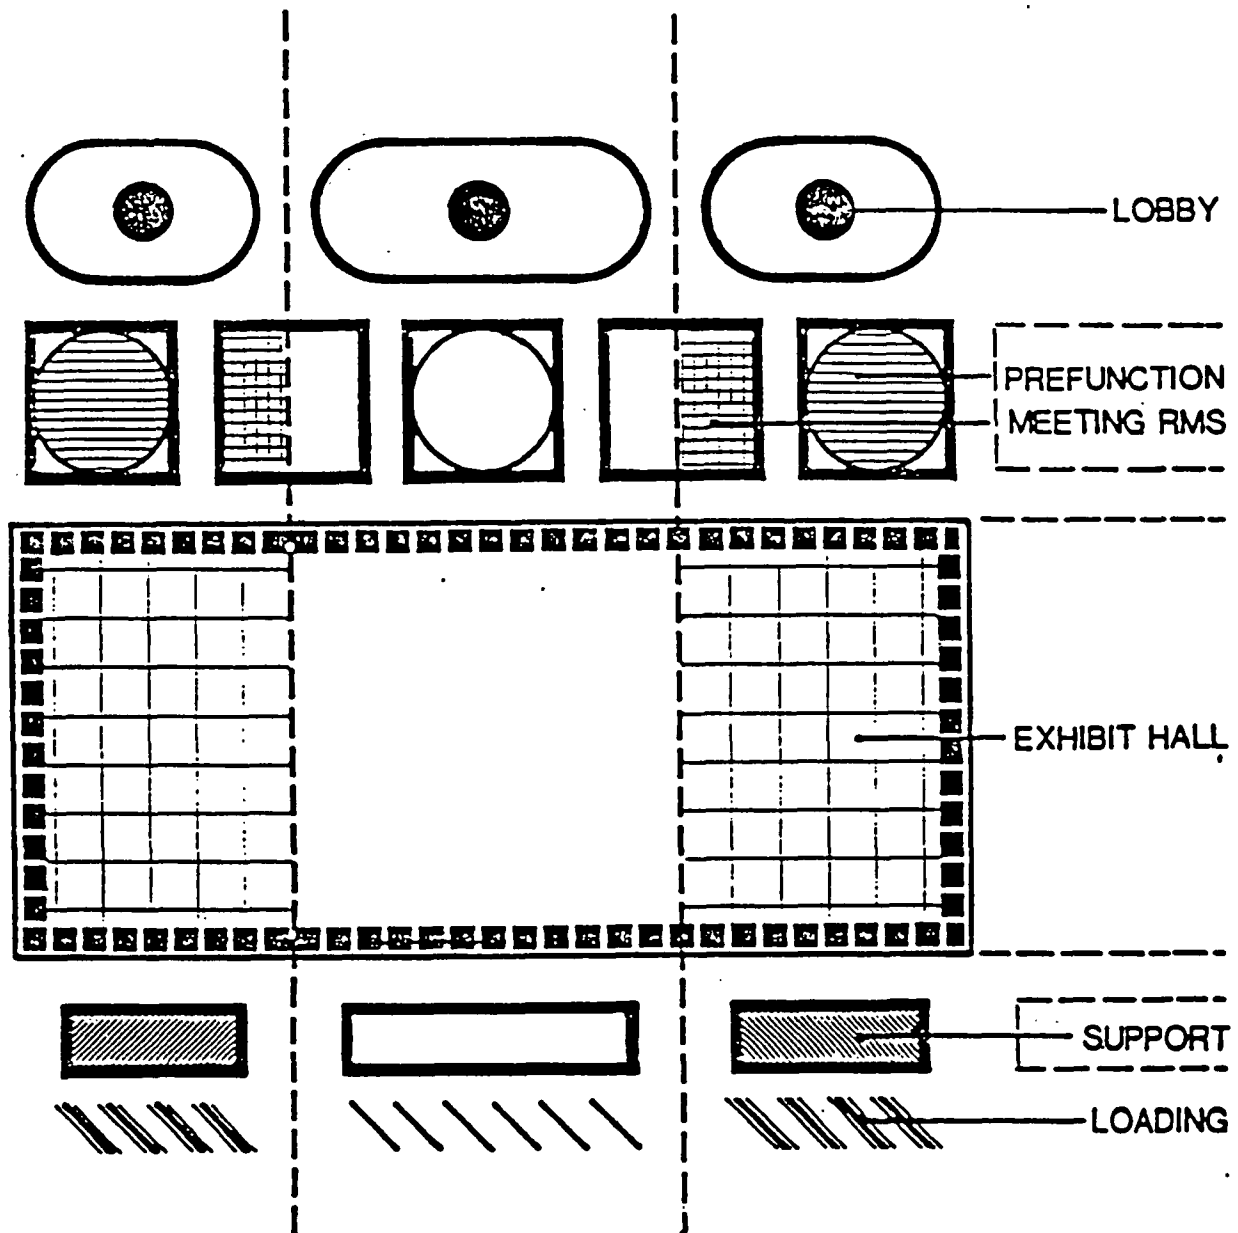 LOBBY
PREFUNCTION
MEETING RMS
EXHIBIT HALL
SUPPORT
LOADING